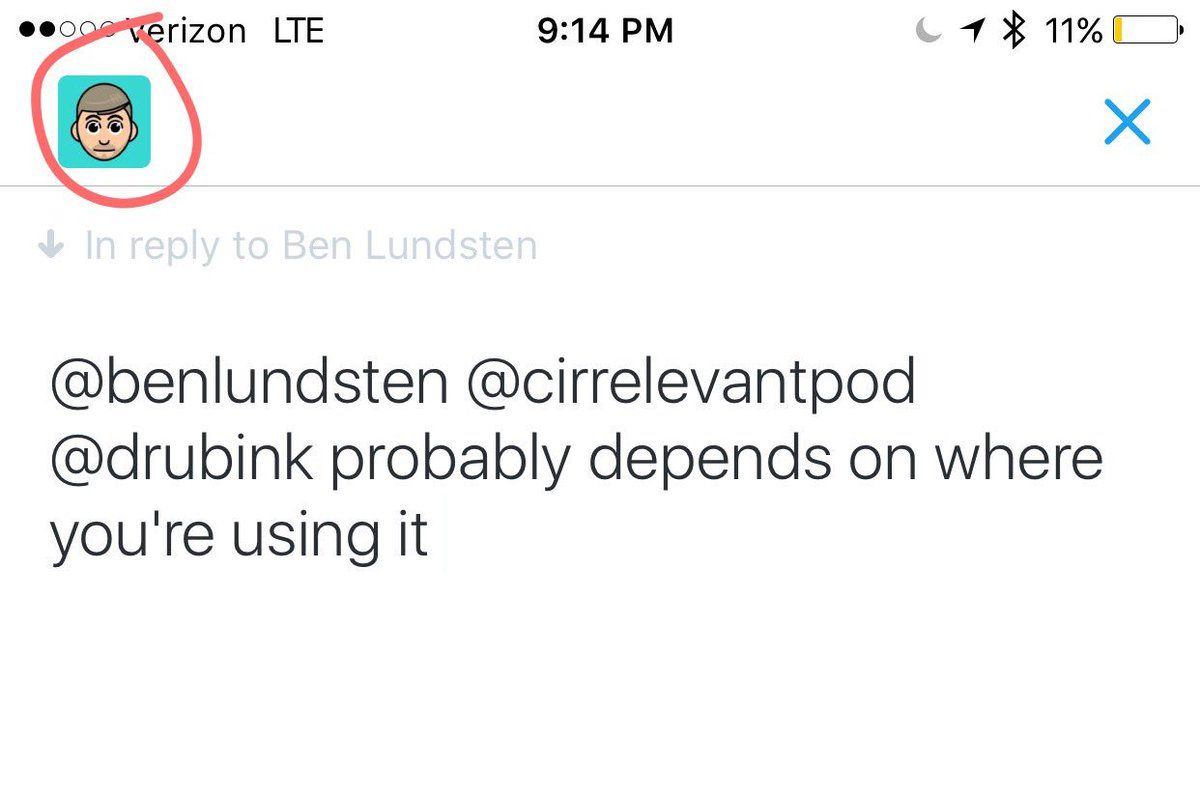 Verizon LTE 9:14 PM 11%
In reply to Ben Lundsten
@benlundsten @cirrelevantpod
@drubink probably depends on where
you're using it